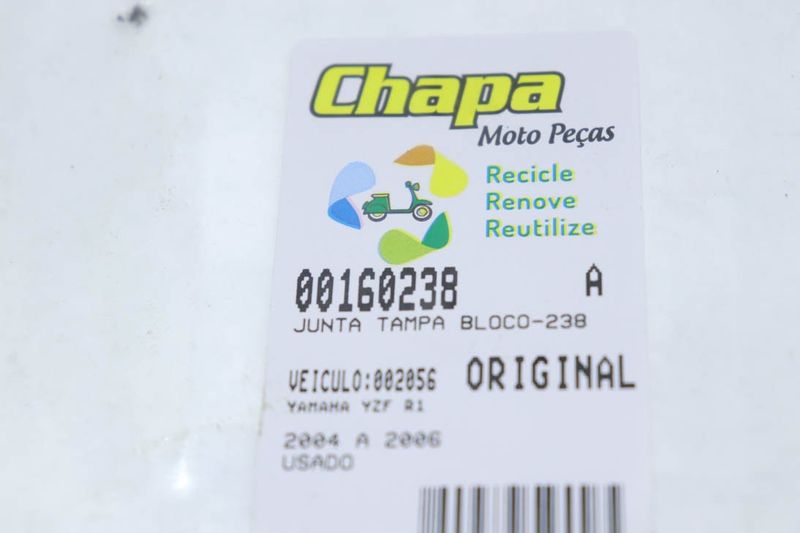 Chapa
Moto Peças
Recicle
Renove
Reutilize
00160238 A
JUNTA TAMPA BLOCO-238
VEICULO:002056 ORIGINAL
YAMAHA YZF R1
2004 A 2006
USADO